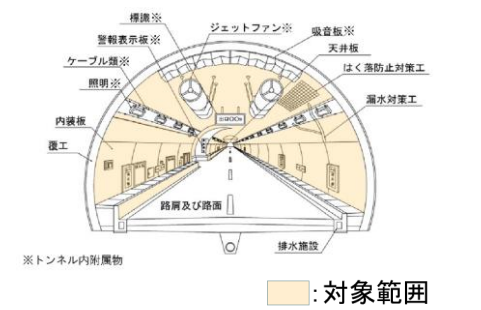 標識※
ジェットファン※
吸音板※
警報表示板※
天井板
ケーブル類※
はく落防止対策工
照明※
漏水対策工
内装板
覆工
路肩及び路面
排水施設
※トンネル内附属物
:対象範囲